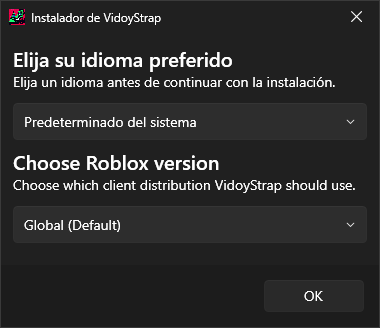 Instalador de VidoyStrap
Elija su idioma preferido
Elija un idioma antes de continuar con la instalación.
Predeterminado del sistema
Choose Roblox version
Choose which client distribution VidoyStrap should use.
Global (Default)
OK